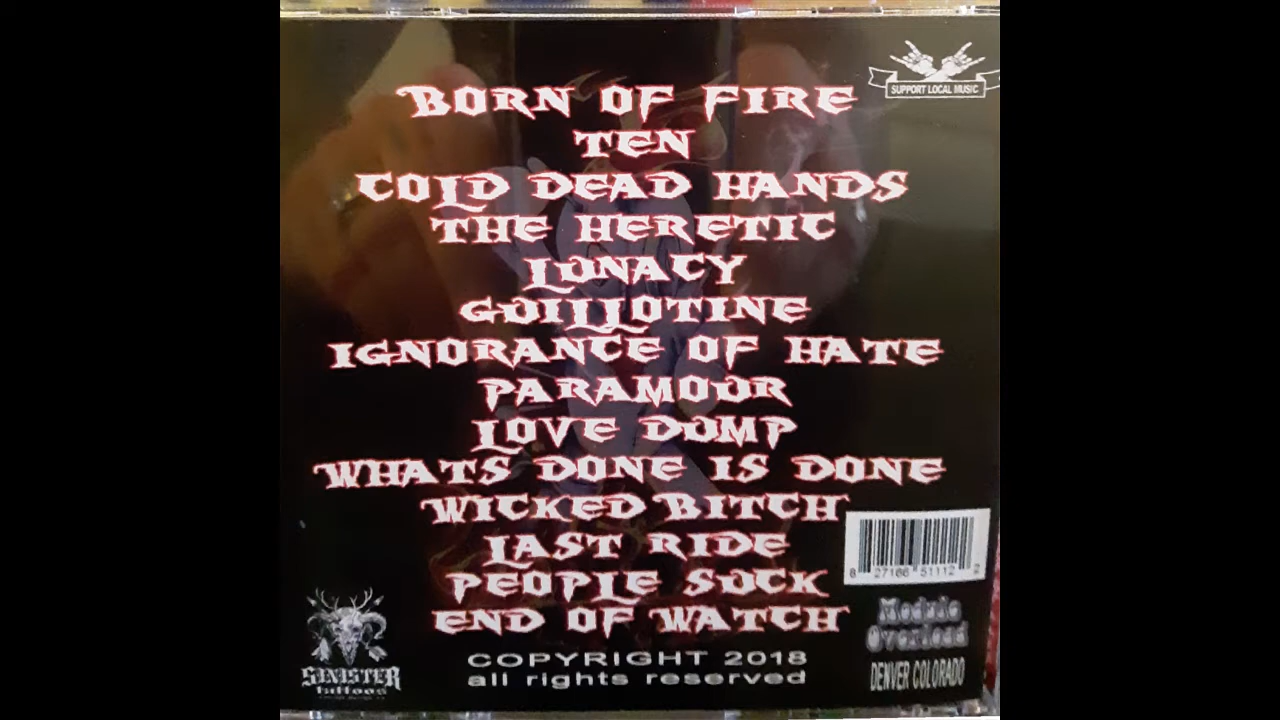 SUPPORT LOCAL MUSIC
BORN OF FIRE
TEN
COLD DEAD HANDS
THE HERETIC
LUNACY
GUILLOTINE
IGNORANCE OF HATE
PARAMOUR
LOVE DUMP
WHATS DONE IS DONE
WICKED BITCH
LAST RIDE
PEOPLE SUCK
END OF WATCH
8 27166 51112 2
Module
Overload
DENVER COLORADO
SINISTER
tattoos
COPYRIGHT 2018
all rights reserved